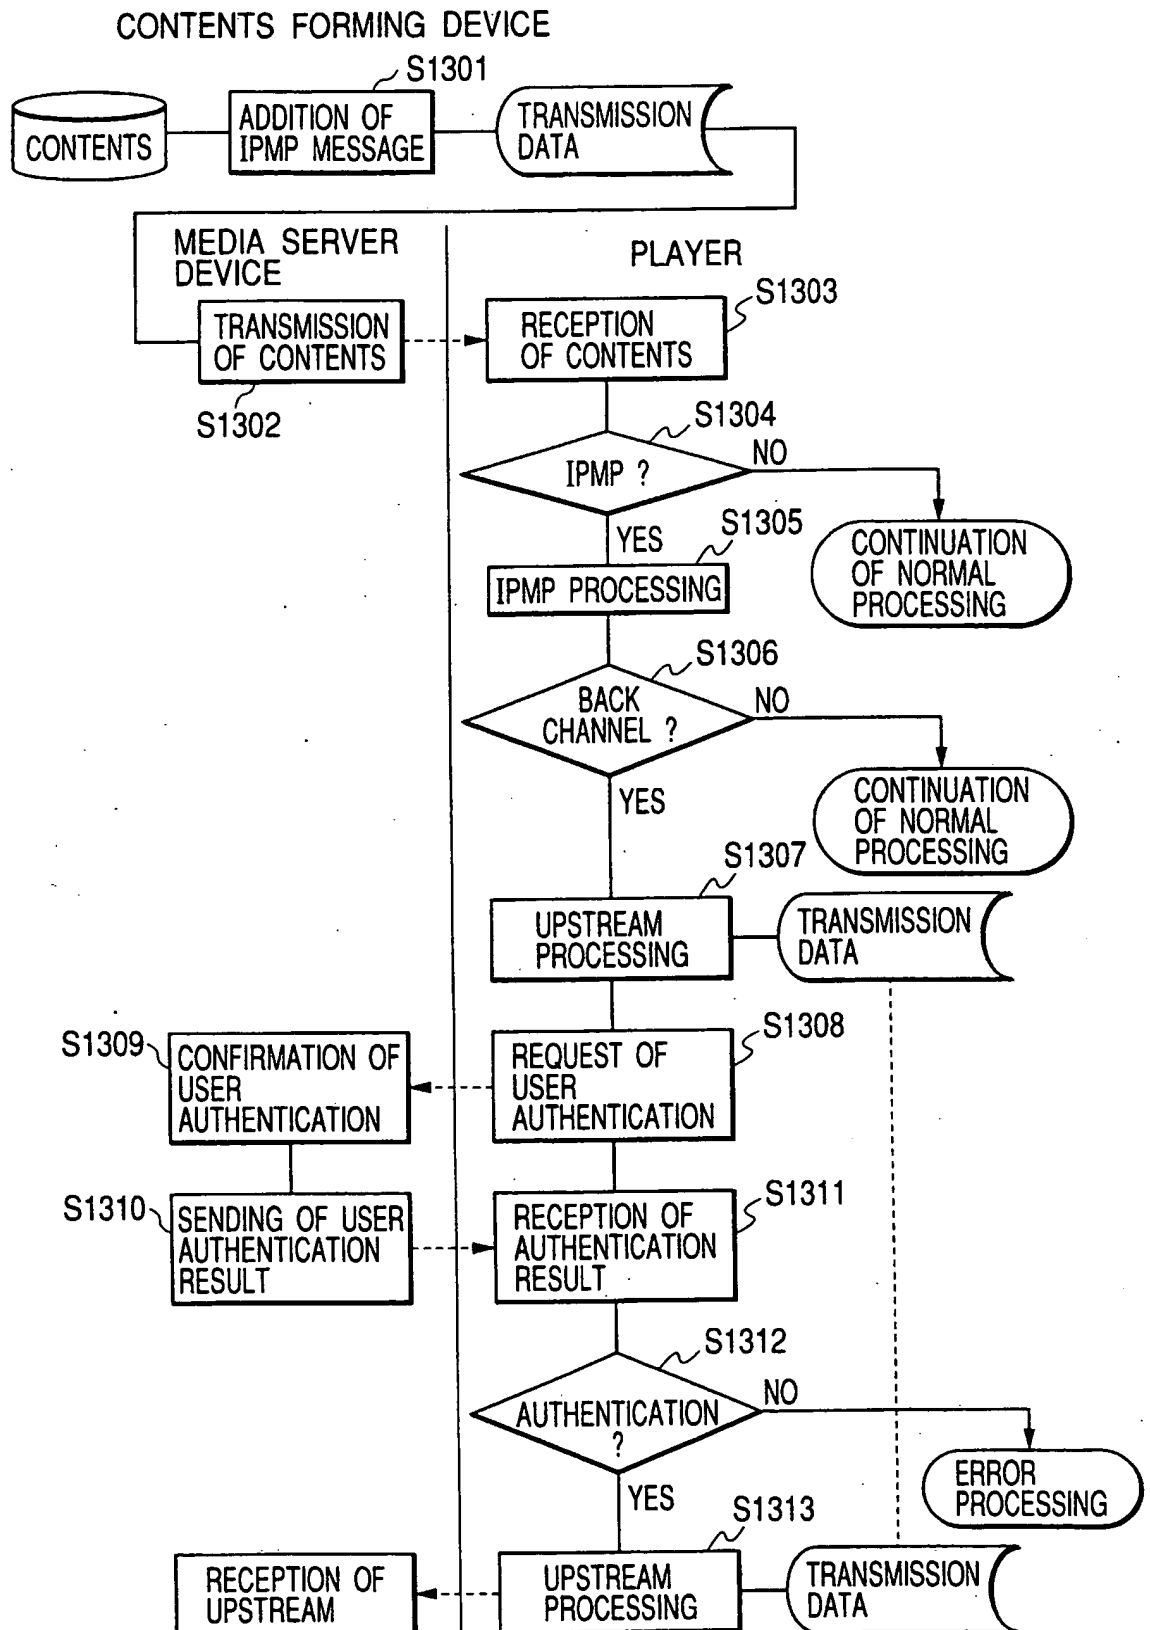 CONTENTS FORMING DEVICE
S1301
CONTENTS
ADDITION OF
IPMP MESSAGE
TRANSMISSION
DATA
MEDIA SERVER
DEVICE
PLAYER
S1303
TRANSMISSION
OF CONTENTS
RECEPTION
OF CONTENTS
S1302
S1304
IPMP ?
NO
YES
S1305
CONTINUATION
OF NORMAL
PROCESSING
IPMP PROCESSING
S1306
BACK
CHANNEL ?
NO
YES
CONTINUATION
OF NORMAL
PROCESSING
S1307
UPSTREAM
PROCESSING
TRANSMISSION
DATA
S1309
CONFIRMATION OF
USER
AUTHENTICATION
S1308
REQUEST OF
USER
AUTHENTICATION
S1310
SENDING OF USER
AUTHENTICATION
RESULT
S1311
RECEPTION OF
AUTHENTICATION
RESULT
S1312
AUTHENTICATION
?
NO
YES
ERROR
PROCESSING
S1313
RECEPTION OF
UPSTREAM
UPSTREAM
PROCESSING
TRANSMISSION
DATA